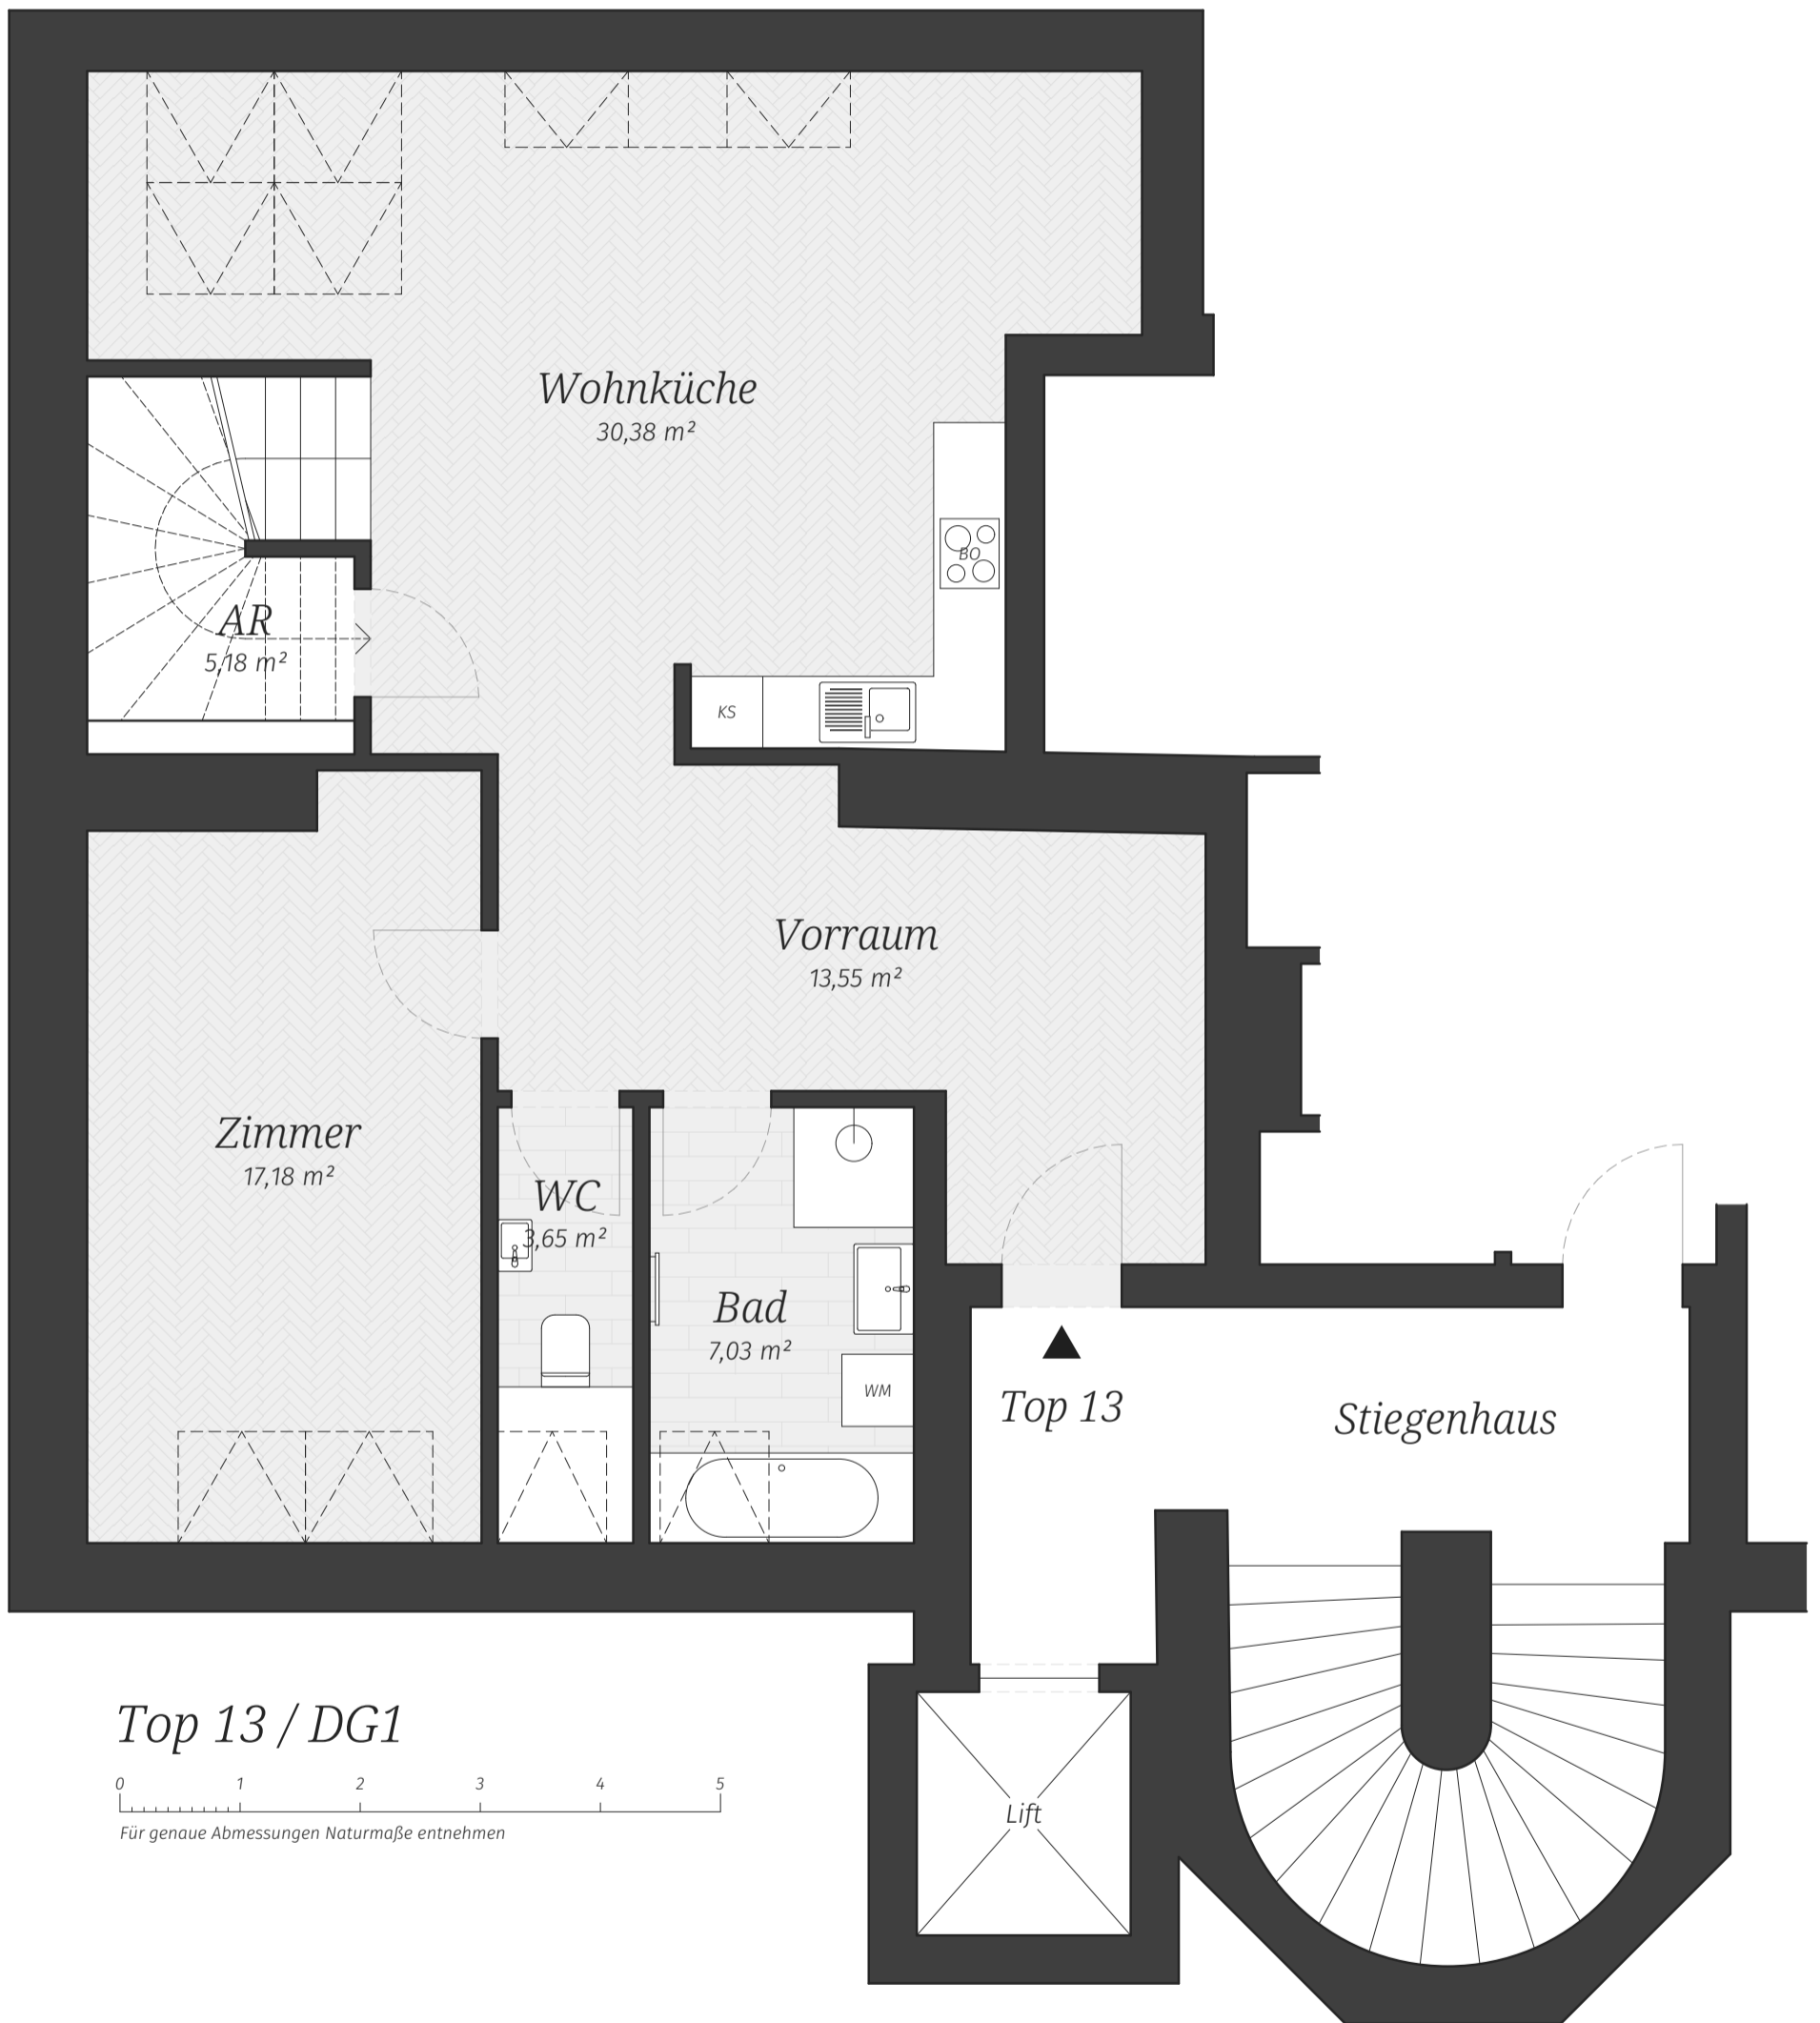 Wohnküche
30,38 m²
BO
AR
5,18 m²
KS
Vorraum
13,55 m²
Zimmer
17,18 m²
WC
3,65 m²
Bad
7,03 m²
WM
Top 13
Stiegenhaus
Lift
Top 13 / DG1
0 1 2 3 4 5
Für genaue Abmessungen Naturmaße entnehmen